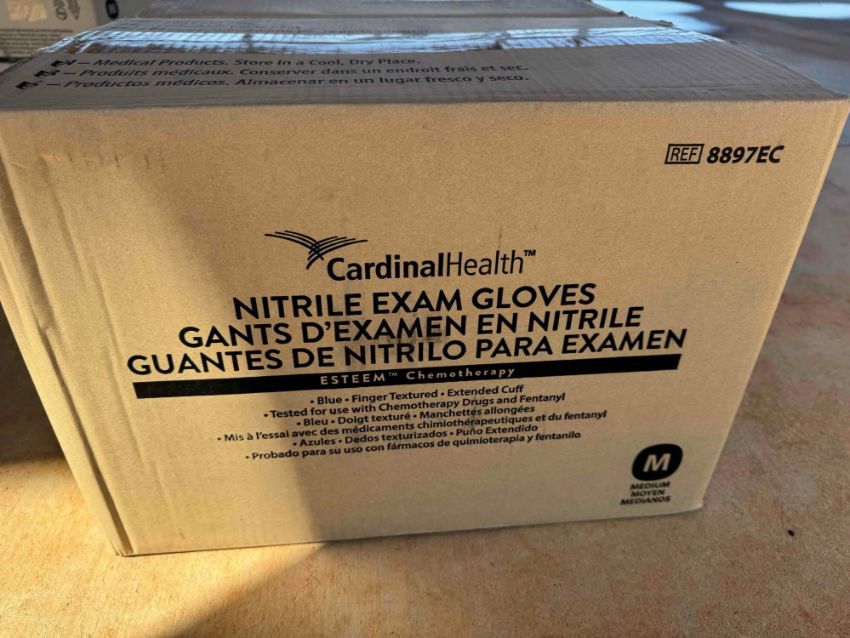 — Medical Products. Store in a Cool, Dry Place.
— Produits médicaux. Conserver dans un endroit frais et sec.
— Productos médicos. Almacenar en un lugar fresco y seco.
REF 8897EC
CardinalHealth™
NITRILE EXAM GLOVES
GANTS D'EXAMEN EN NITRILE
GUANTES DE NITRILO PARA EXAMEN
ESTEEM™ Chemotherapy
• Blue • Finger Textured • Extended Cuff
• Tested for use with Chemotherapy Drugs and Fentanyl
• Bleu • Doigt texturé • Manchettes allongées
• Mis à l'essai avec des médicaments chimiothérapeutiques et du fentanyl
• Azules • Dedos texturizados • Puño Extendido
• Probado para su uso con fármacos de quimioterapia y fentanilo
M
MEDIUM
MOYEN
MEDIANOS